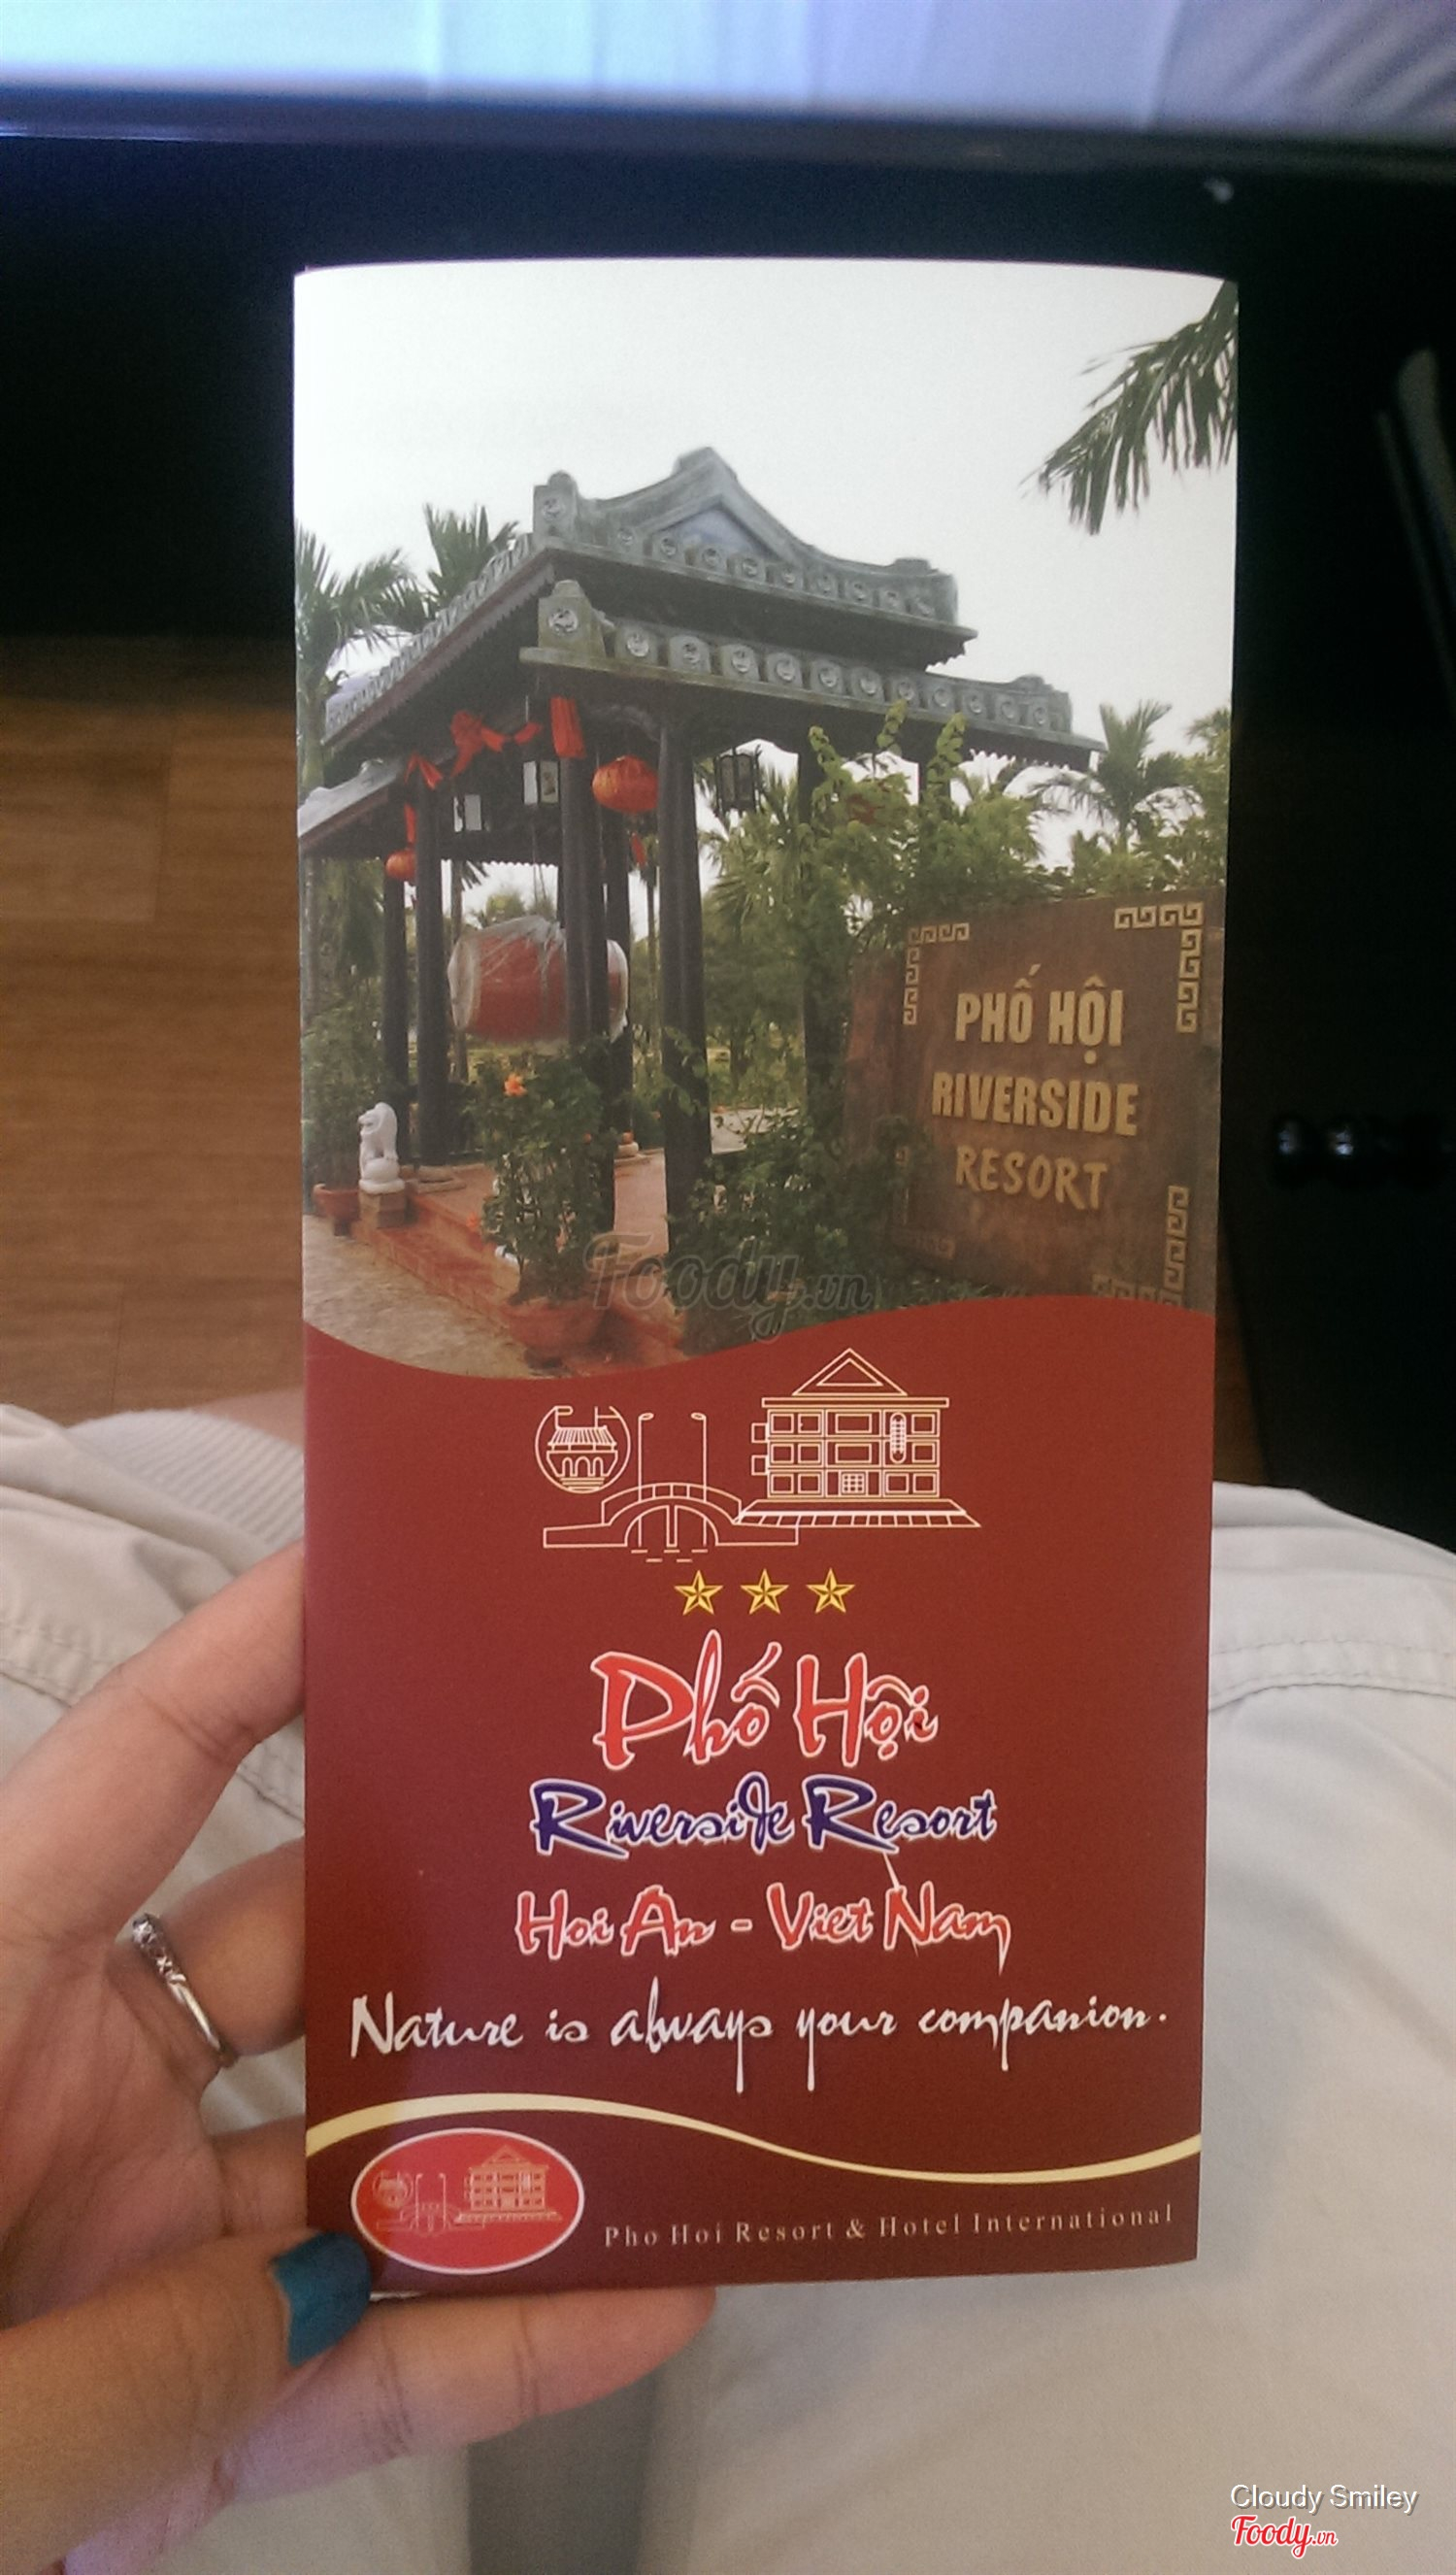 PHỐ HỘI
RIVERSIDE
RESORT
Foody.vn
Phố Hội
Riverside Resort
Hoi An - Viet Nam
Nature is always your companion.
Pho Hoi Resort & Hotel International
Cloudy Smiley
Foody.vn